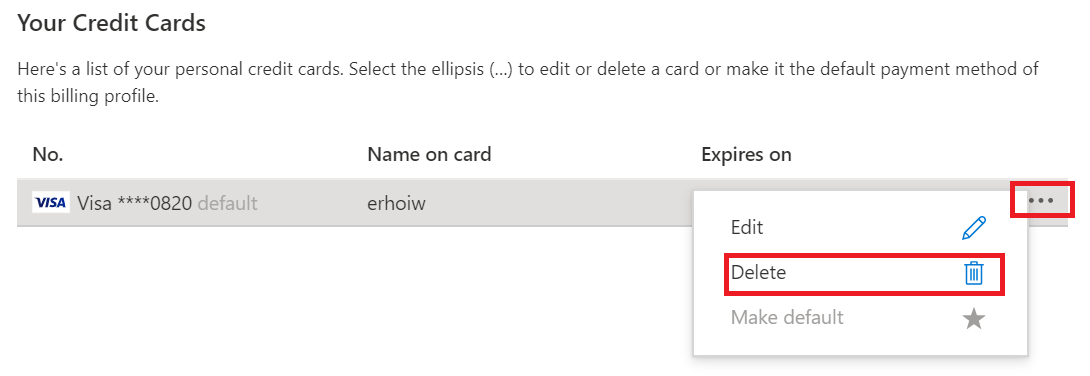 Your Credit Cards
Here's a list of your personal credit cards. Select the ellipsis (...) to edit or delete a card or make it the default payment method of
this billing profile.
No. Name on card Expires on
VISA Visa ****0820 default erhoiw ...
Edit
Delete
Make default